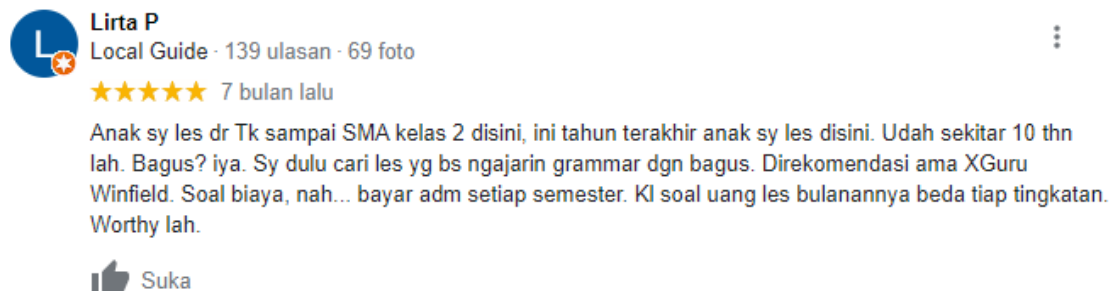 L
Lirta P
Local Guide · 139 ulasan · 69 foto
7 bulan lalu
Anak sy les dr Tk sampai SMA kelas 2 disini, ini tahun terakhir anak sy les disini. Udah sekitar 10 thn
lah. Bagus? iya. Sy dulu cari les yg bs ngajarin grammar dgn bagus. Direkomendasi ama XGuru
Winfield. Soal biaya, nah... bayar adm setiap semester. Kl soal uang les bulanannya beda tiap tingkatan.
Worthy lah.
Suka